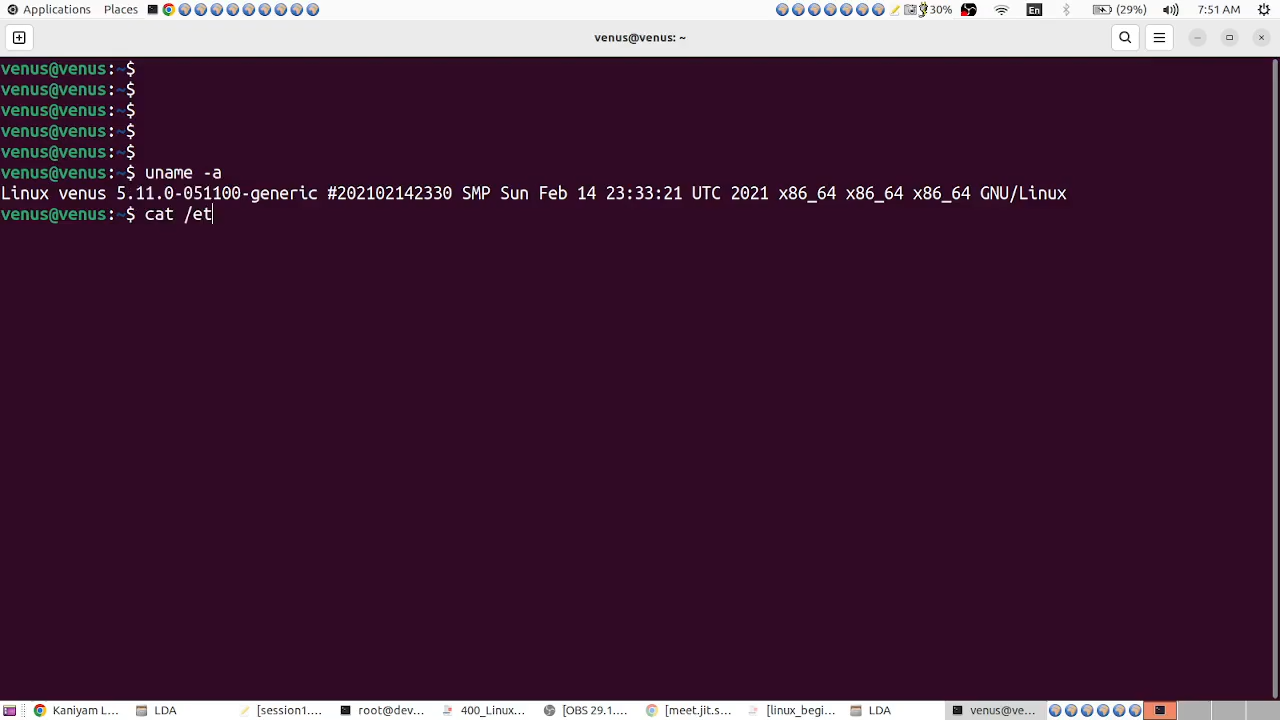 Applications Places 30% En (29%) 7:51 AM
venus@venus: ~
venus@venus:~$
venus@venus:~$
venus@venus:~$
venus@venus:~$
venus@venus:~$
venus@venus:~$ uname -a
Linux venus 5.11.0-051100-generic #202102142330 SMP Sun Feb 14 23:33:21 UTC 2021 x86_64 x86_64 x86_64 GNU/Linux
venus@venus:~$ cat /et
Kaniyam L... LDA [session1.... root@dev... 400_Linux... [OBS 29.1.... [meet.jit.s... [linux_begi... LDA venus@ve...